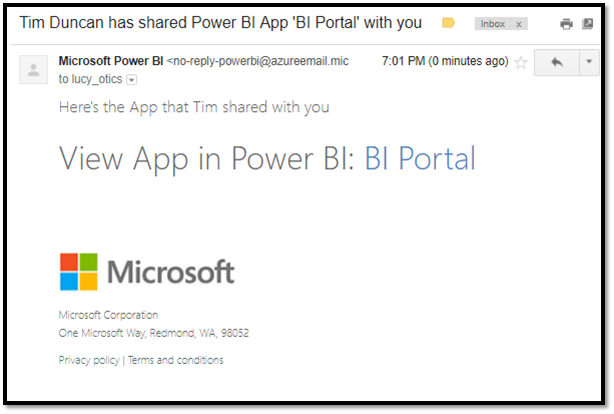 Tim Duncan has shared Power BI App 'BI Portal' with you
Inbox x
Microsoft Power BI <no-reply-powerbi@azureemail.mic 7:01 PM (0 minutes ago)
to lucy_otics
Here's the App that Tim shared with you
View App in Power BI: BI Portal
Microsoft
Microsoft Corporation
One Microsoft Way, Redmond, WA, 98052
Privacy policy | Terms and conditions